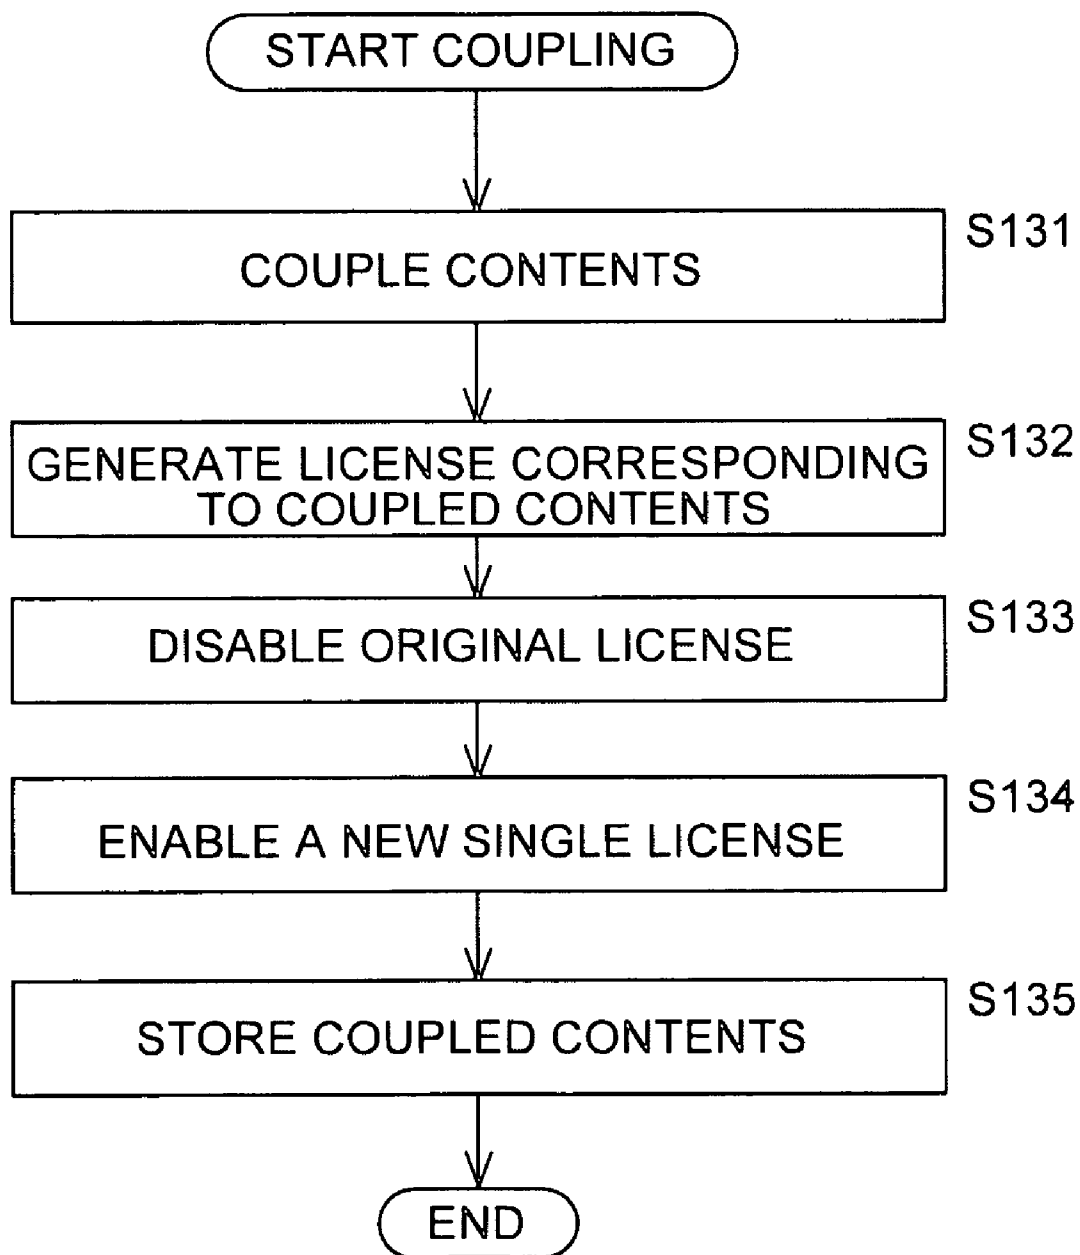 START COUPLING
S131
COUPLE CONTENTS
S132
GENERATE LICENSE CORRESPONDING
TO COUPLED CONTENTS
S133
DISABLE ORIGINAL LICENSE
S134
ENABLE A NEW SINGLE LICENSE
S135
STORE COUPLED CONTENTS
END